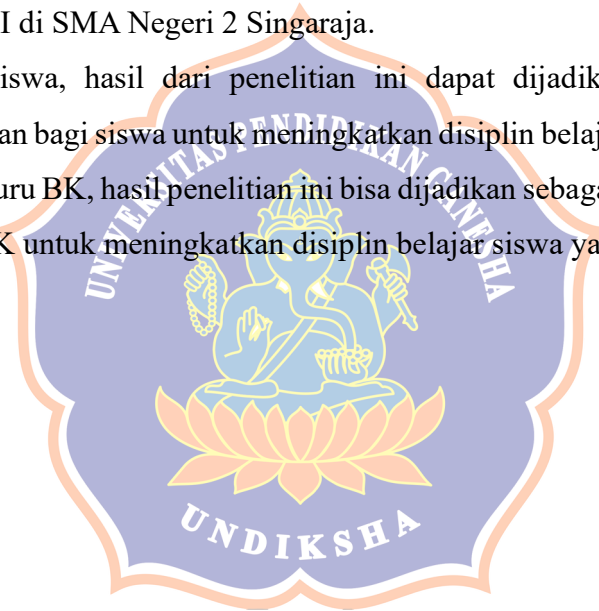 I di SMA Negeri 2 Singaraja.
iswa, hasil dari penelitian ini dapat dijadik
an bagi siswa untuk meningkatkan disiplin belaj
uru BK, hasil penelitian ini bisa dijadikan sebaga
K untuk meningkatkan disiplin belajar siswa ya
UNIVERSITAS PENDIDIKAN GANESHA
UNDIKSHA